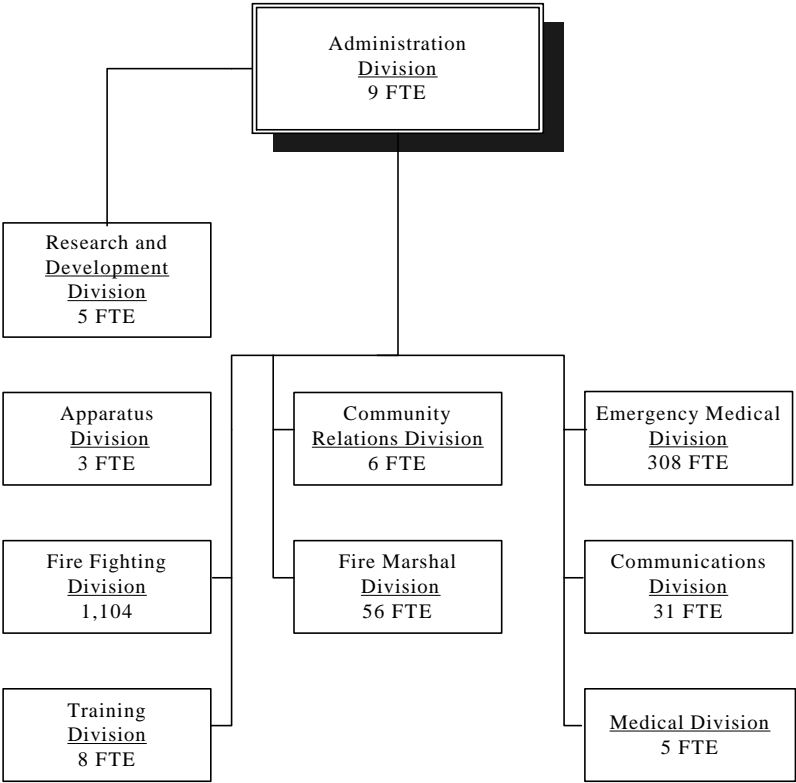 Administration
Division
9 FTE
Research and
Development
Division
5 FTE
Apparatus
Division
3 FTE
Community
Relations Division
6 FTE
Emergency Medical
Division
308 FTE
Fire Fighting
Division
1,104
Fire Marshal
Division
56 FTE
Communications
Division
31 FTE
Training
Division
8 FTE
Medical Division
5 FTE